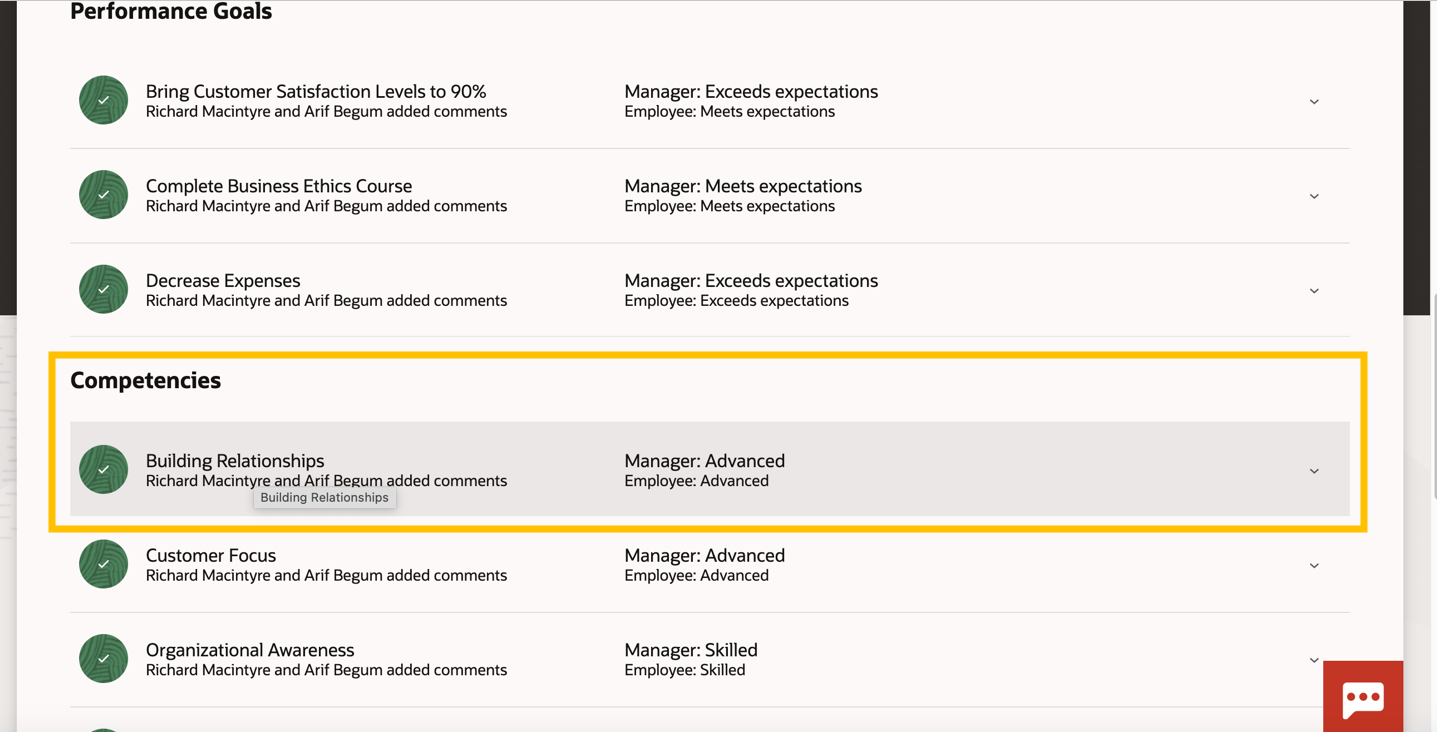 Performance Goals
Bring Customer Satisfaction Levels to 90%
Richard Macintyre and Arif Begum added comments
Manager: Exceeds expectations
Employee: Meets expectations
Complete Business Ethics Course
Richard Macintyre and Arif Begum added comments
Manager: Meets expectations
Employee: Meets expectations
Decrease Expenses
Richard Macintyre and Arif Begum added comments
Manager: Exceeds expectations
Employee: Exceeds expectations
Competencies
Building Relationships
Richard Macintyre and Arif Begum added comments
Building Relationships
Manager: Advanced
Employee: Advanced
Customer Focus
Richard Macintyre and Arif Begum added comments
Manager: Advanced
Employee: Advanced
Organizational Awareness
Richard Macintyre and Arif Begum added comments
Manager: Skilled
Employee: Skilled